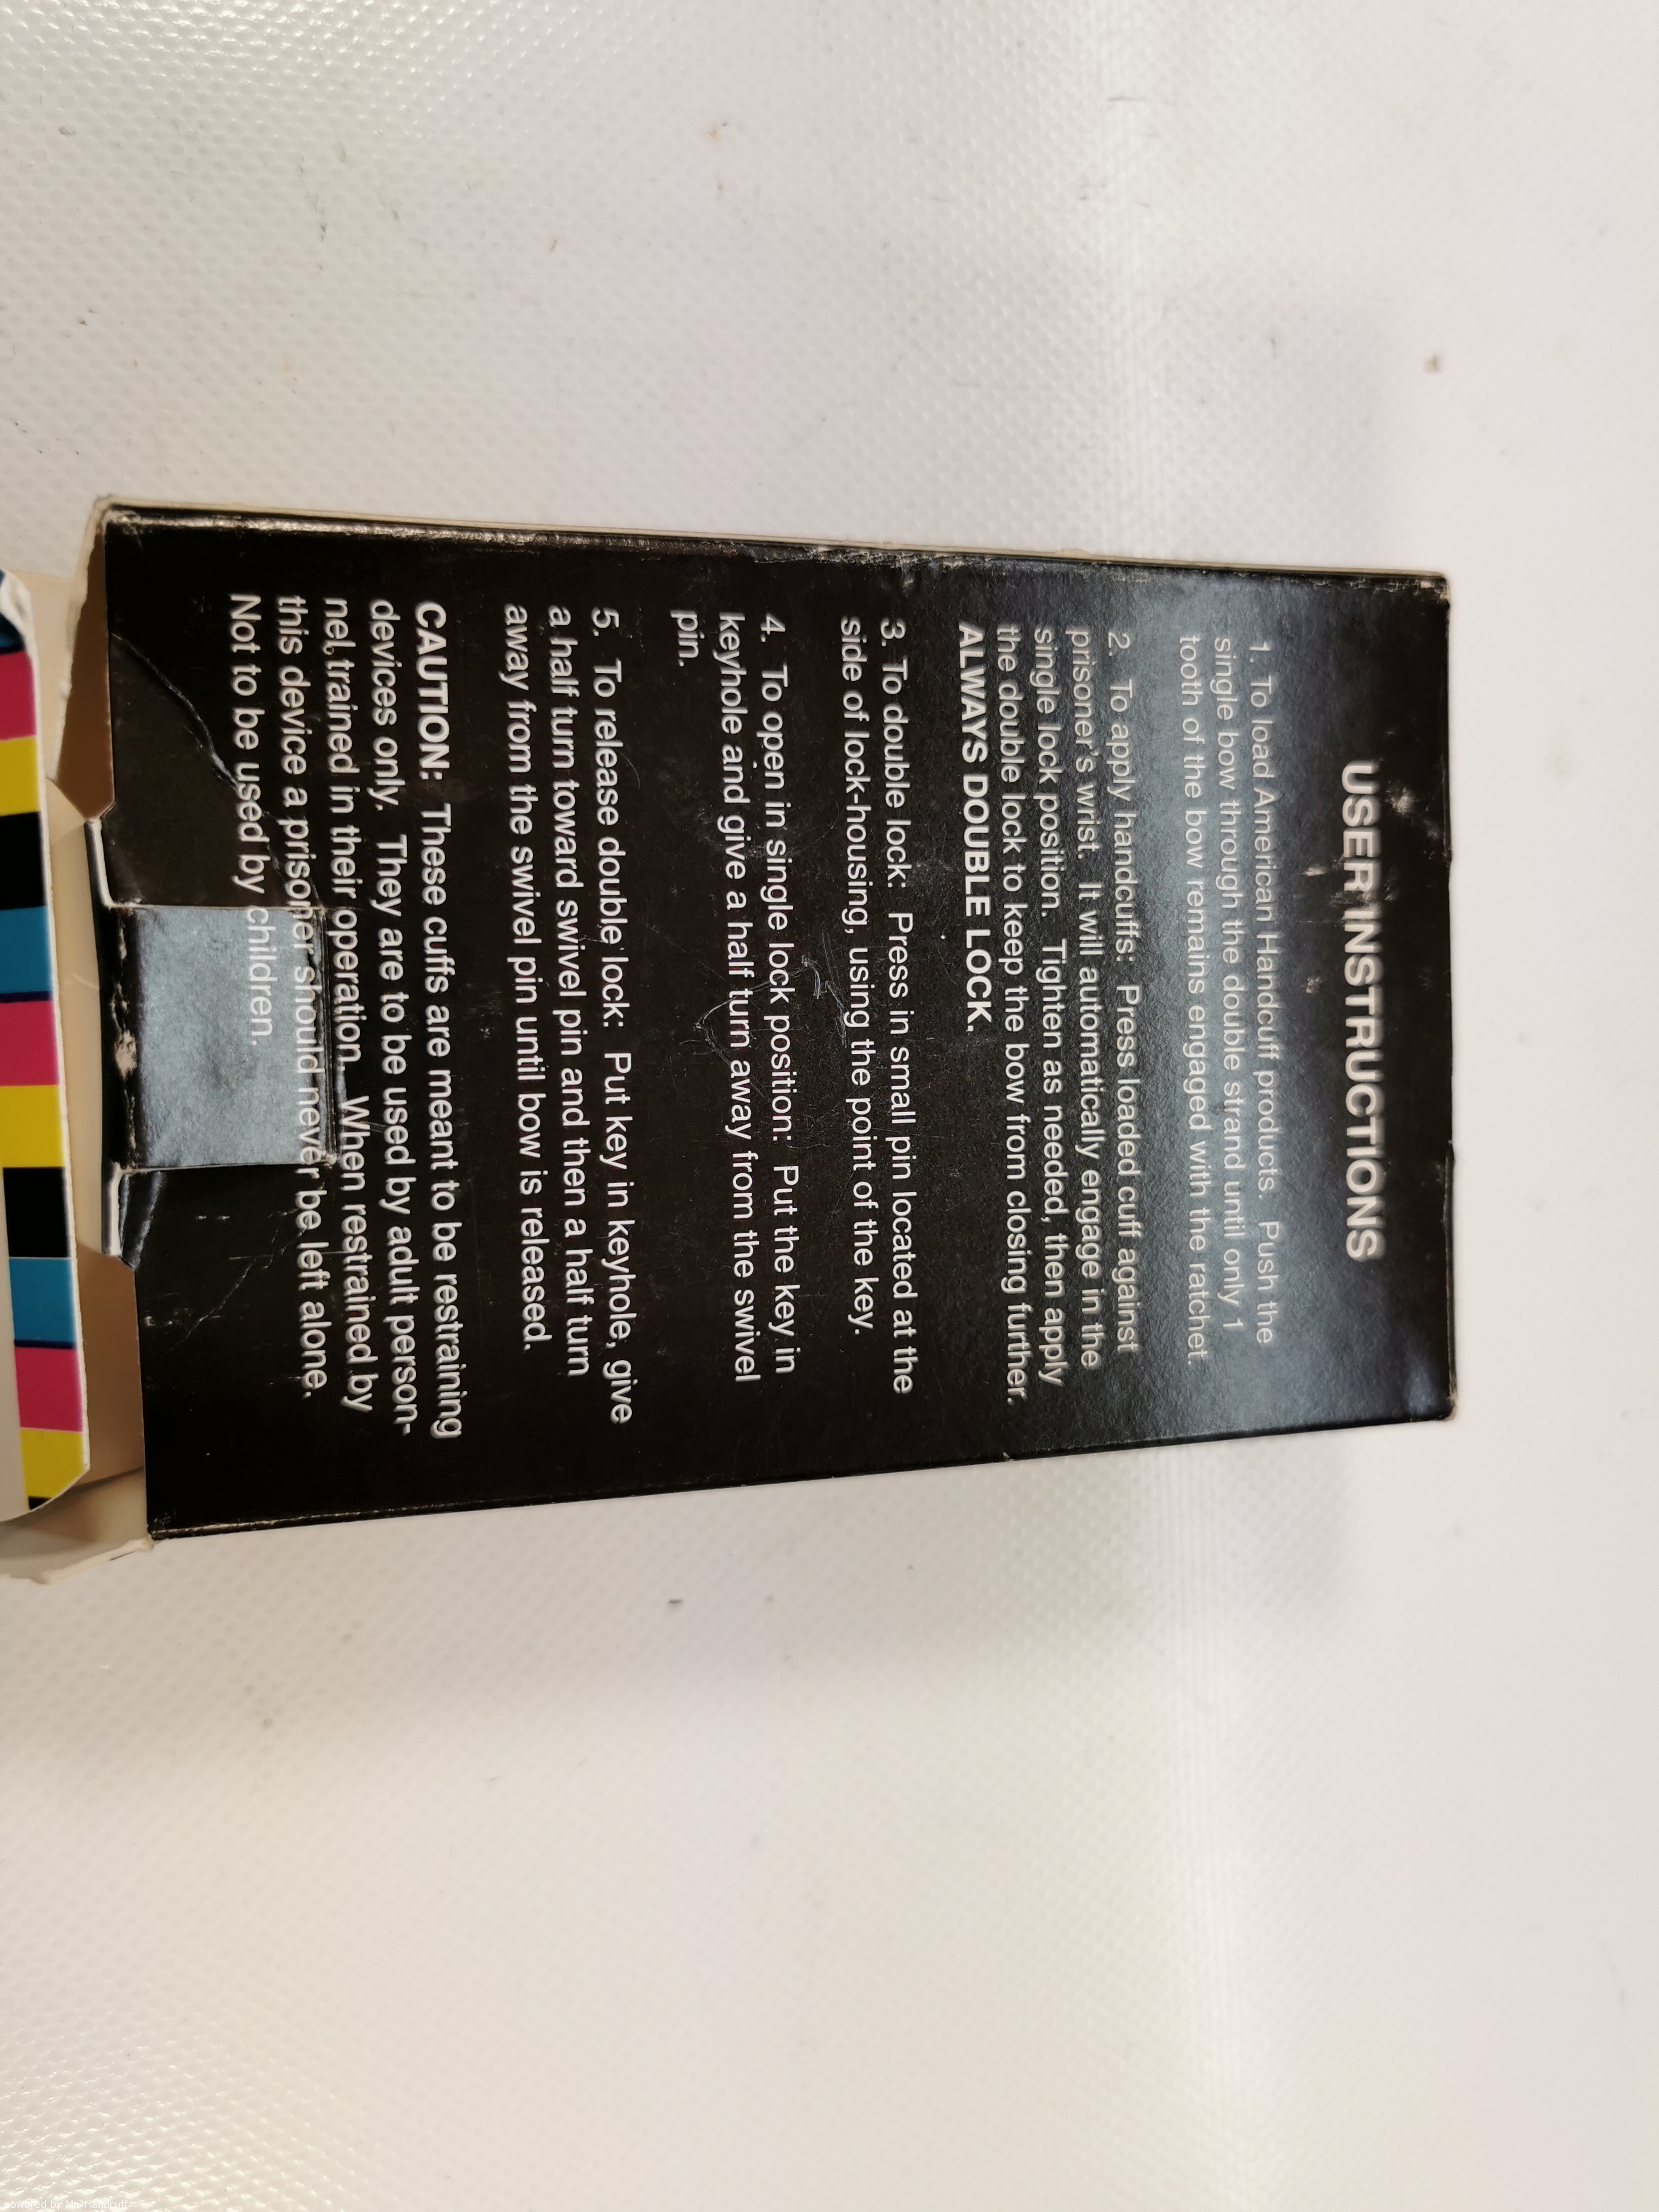 USER INSTRUCTIONS
1. To load American Handcuff products. Push the
single bow through the double strand until only 1
tooth of the bow remains engaged with the ratchet.
2. To apply handcuffs: Press loaded cuff against
prisoner's wrist. It will automatically engage in the
single lock position. Tighten as needed, then apply
the double lock to keep the bow from closing further.
ALWAYS DOUBLE LOCK.
3. To double lock: Press in small pin located at the
side of lock-housing, using the point of the key.
4. To open in single lock position: Put the key in
keyhole and give a half turn away from the swivel
pin.
5. To release double lock: Put key in keyhole, give
a half turn toward swivel pin and then a half turn
away from the swivel pin until bow is released.
CAUTION: These cuffs are meant to be restraining
devices only. They are to be used by adult person-
nel trained in their operation. When restrained by
this device a prisoner should never be left alone.
Not to be used by children.
powered by Mr. Handcuff